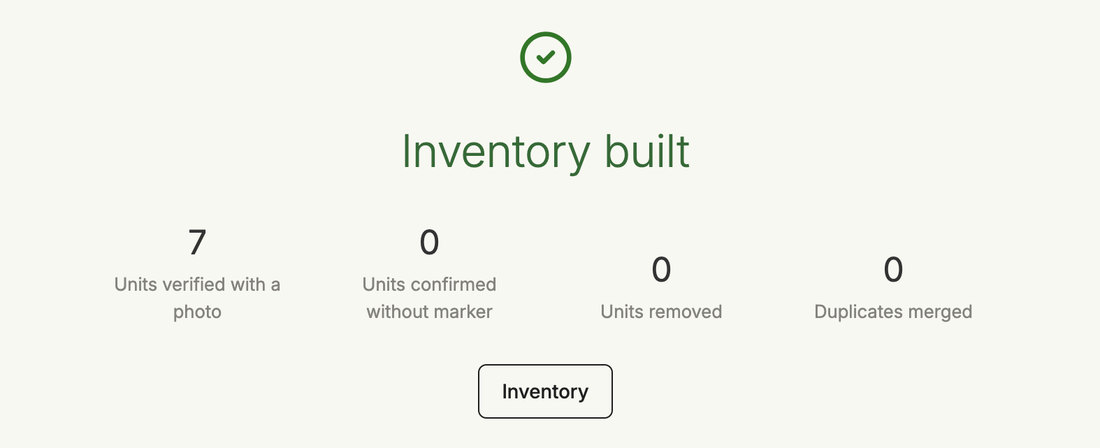 Inventory built
7
Units verified with a
photo
0
Units confirmed
without marker
0
Units removed
0
Duplicates merged
Inventory